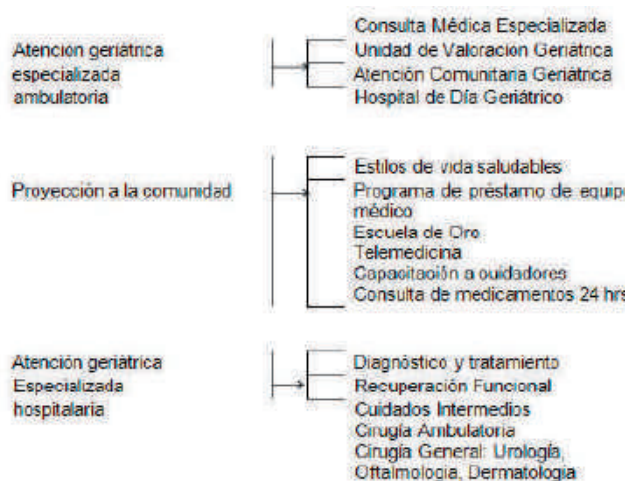 Atención geriátrica
especializada
ambulatoria
Consulta Médica Especializada
Unidad de Valoración Geriátrica
Atención Comunitaria Geriátrica
Hospital de Día Geriátrico
Proyección a la comunidad
Estilos de vida saludables
Programa de préstamo de equipo
médico
Escuela de Oro
Telemedicina
Capacitación a cuidadores
Consulta de medicamentos 24 hrs
Atención geriátrica
Especializada
hospitalaria
Diagnóstico y tratamiento
Recuperación Funcional
Cuidados Intermedios
Cirugía Ambulatoria
Cirugía General: Urología,
Oftalmología, Dermatología